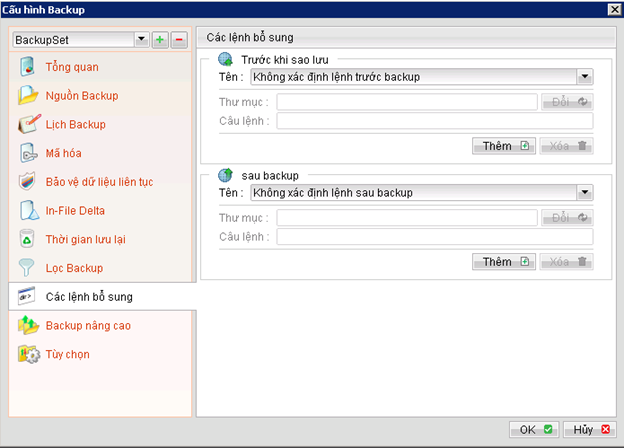 Cấu hình Backup
BackupSet
Tổng quan
Nguồn Backup
Lịch Backup
Mã hóa
Bảo vệ dữ liệu liên tục
In-File Delta
Thời gian lưu lại
Lọc Backup
Các lệnh bổ sung
Backup nâng cao
Tùy chọn
Các lệnh bổ sung
Trước khi sao lưu
Tên : Không xác định lệnh trước backup
Thư mục : Đổi
Câu lệnh :
Thêm Xóa
sau backup
Tên : Không xác định lệnh sau backup
Thư mục : Đổi
Câu lệnh :
Thêm Xóa
OK Hủy